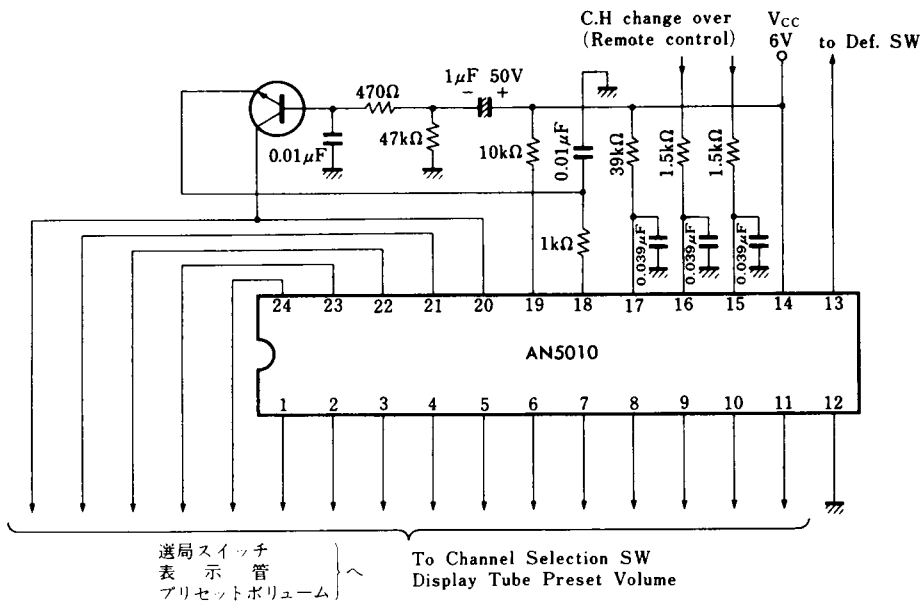 C.H change over
(Remote control)
VCC
6V
to Def. SW
1μF 50V
− +
470Ω
0.01μF
47kΩ
10kΩ
0.01μF
39kΩ
1.5kΩ
1.5kΩ
1kΩ
0.039μF
0.039μF
0.039μF
24 23 22 21 20 19 18 17 16 15 14 13
AN5010
1 2 3 4 5 6 7 8 9 10 11 12
選局スイッチ
表示管
プリセットボリューム
へ
To Channel Selection SW
Display Tube Preset Volume